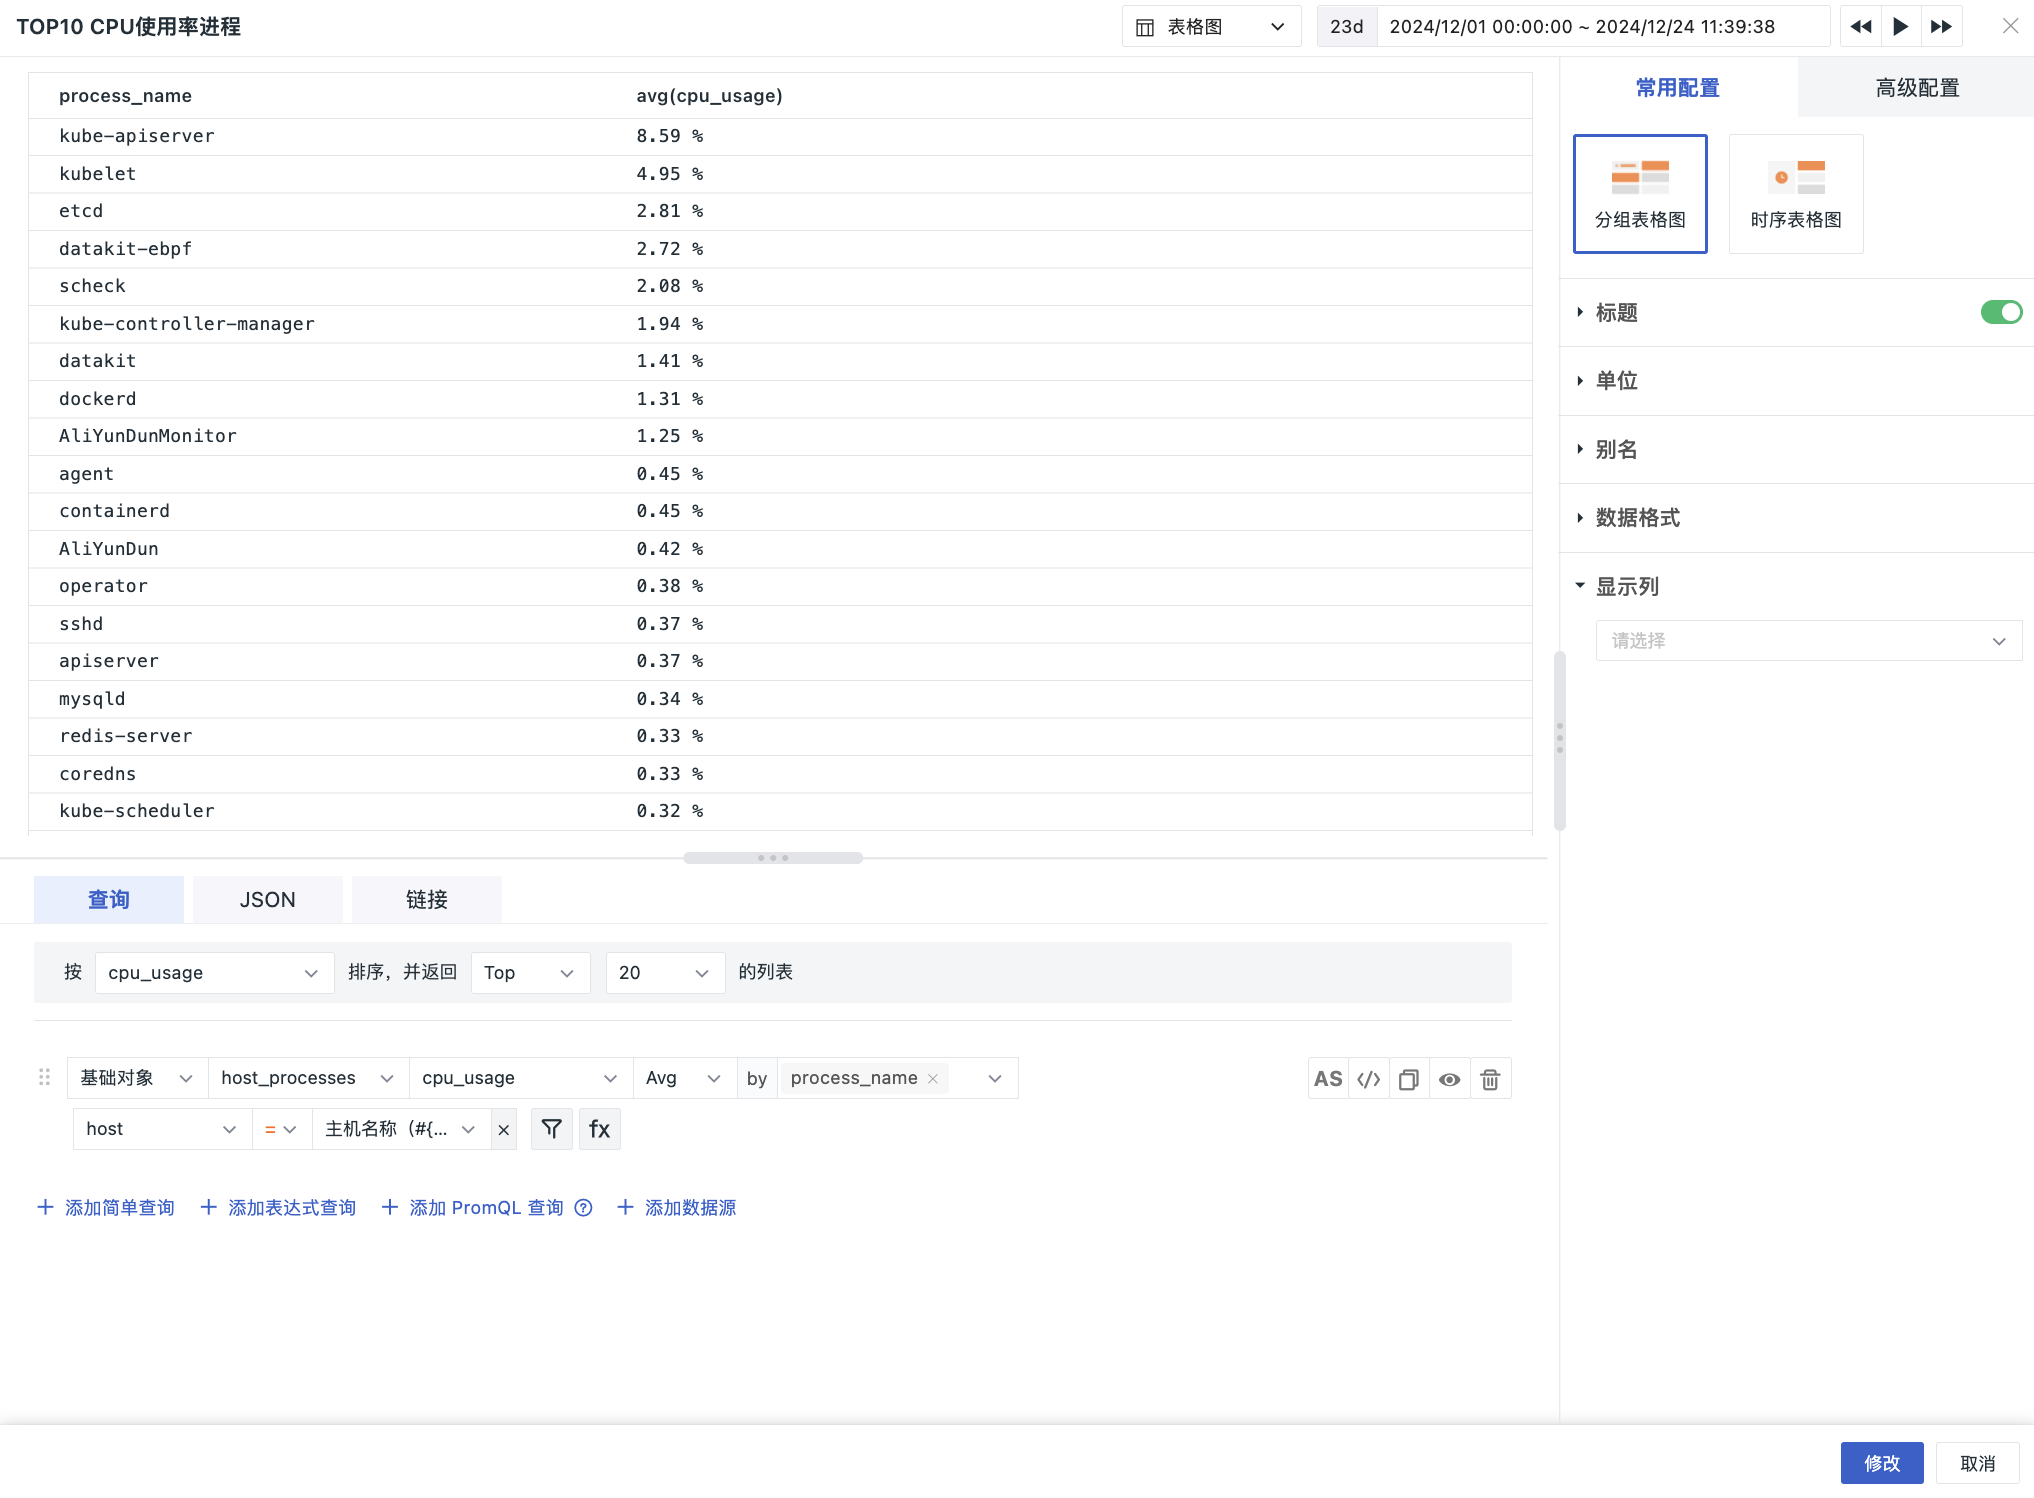 TOP10 CPU使用率进程
表格图
23d 2024/12/01 00:00:00 ~ 2024/12/24 11:39:38
process_name avg(cpu_usage)
kube-apiserver 8.59 %
kubelet 4.95 %
etcd 2.81 %
datakit-ebpf 2.72 %
scheck 2.08 %
kube-controller-manager 1.94 %
datakit 1.41 %
dockerd 1.31 %
AliYunDunMonitor 1.25 %
agent 0.45 %
containerd 0.45 %
AliYunDun 0.42 %
operator 0.38 %
sshd 0.37 %
apiserver 0.37 %
mysqld 0.34 %
redis-server 0.33 %
coredns 0.33 %
kube-scheduler 0.32 %
常用配置 高级配置
分组表格图 时序表格图
标题
单位
别名
数据格式
显示列
请选择
查询 JSON 链接
按 cpu_usage 排序，并返回 Top 20 的列表
基础对象 host_processes cpu_usage Avg by process_name AS
host = 主机名称（#{... fx
添加简单查询 添加表达式查询 添加 PromQL 查询 添加数据源
修改 取消